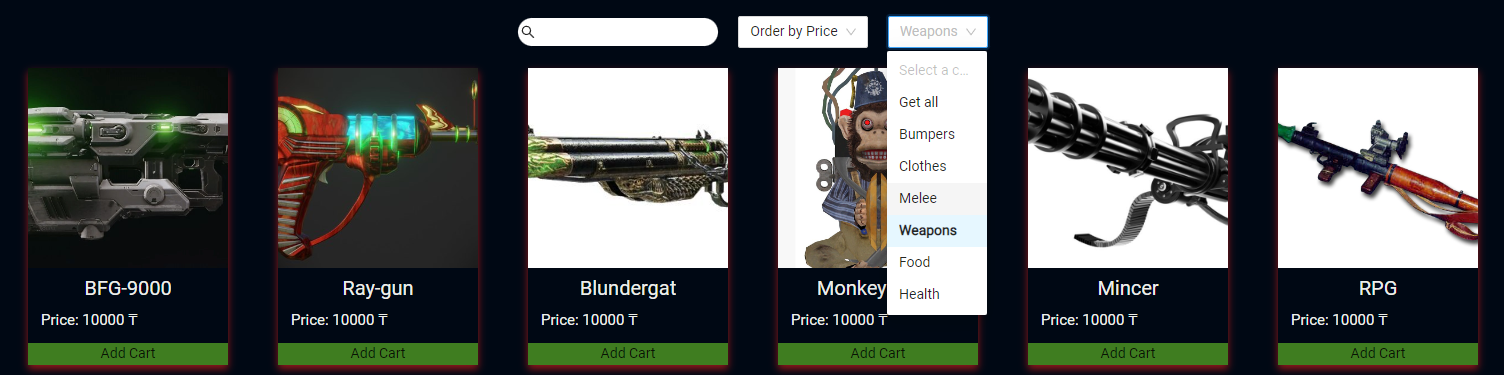 Order by Price
Weapons
Select a c...
Get all
Bumpers
Clothes
Melee
Weapons
Food
Health
BFG-9000
Price: 10000 ₸
Add Cart
Ray-gun
Price: 10000 ₸
Add Cart
Blundergat
Price: 10000 ₸
Add Cart
Monkey
Price: 10000 ₸
Add Cart
Mincer
Price: 10000 ₸
Add Cart
RPG
Price: 10000 ₸
Add Cart